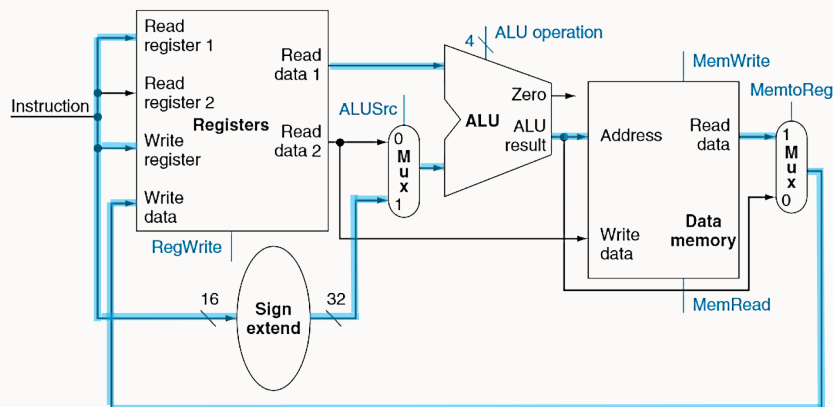 Instruction
Read
register 1
Read
register 2
Write
register
Write
data
Registers
Read
data 1
Read
data 2
RegWrite
16
Sign
extend
32
ALUSrc
0
M
u
x
1
4
ALU operation
ALU
Zero
ALU
result
MemWrite
Address
Read
data
Write
data
Data
memory
MemRead
MemtoReg
1
M
u
x
0